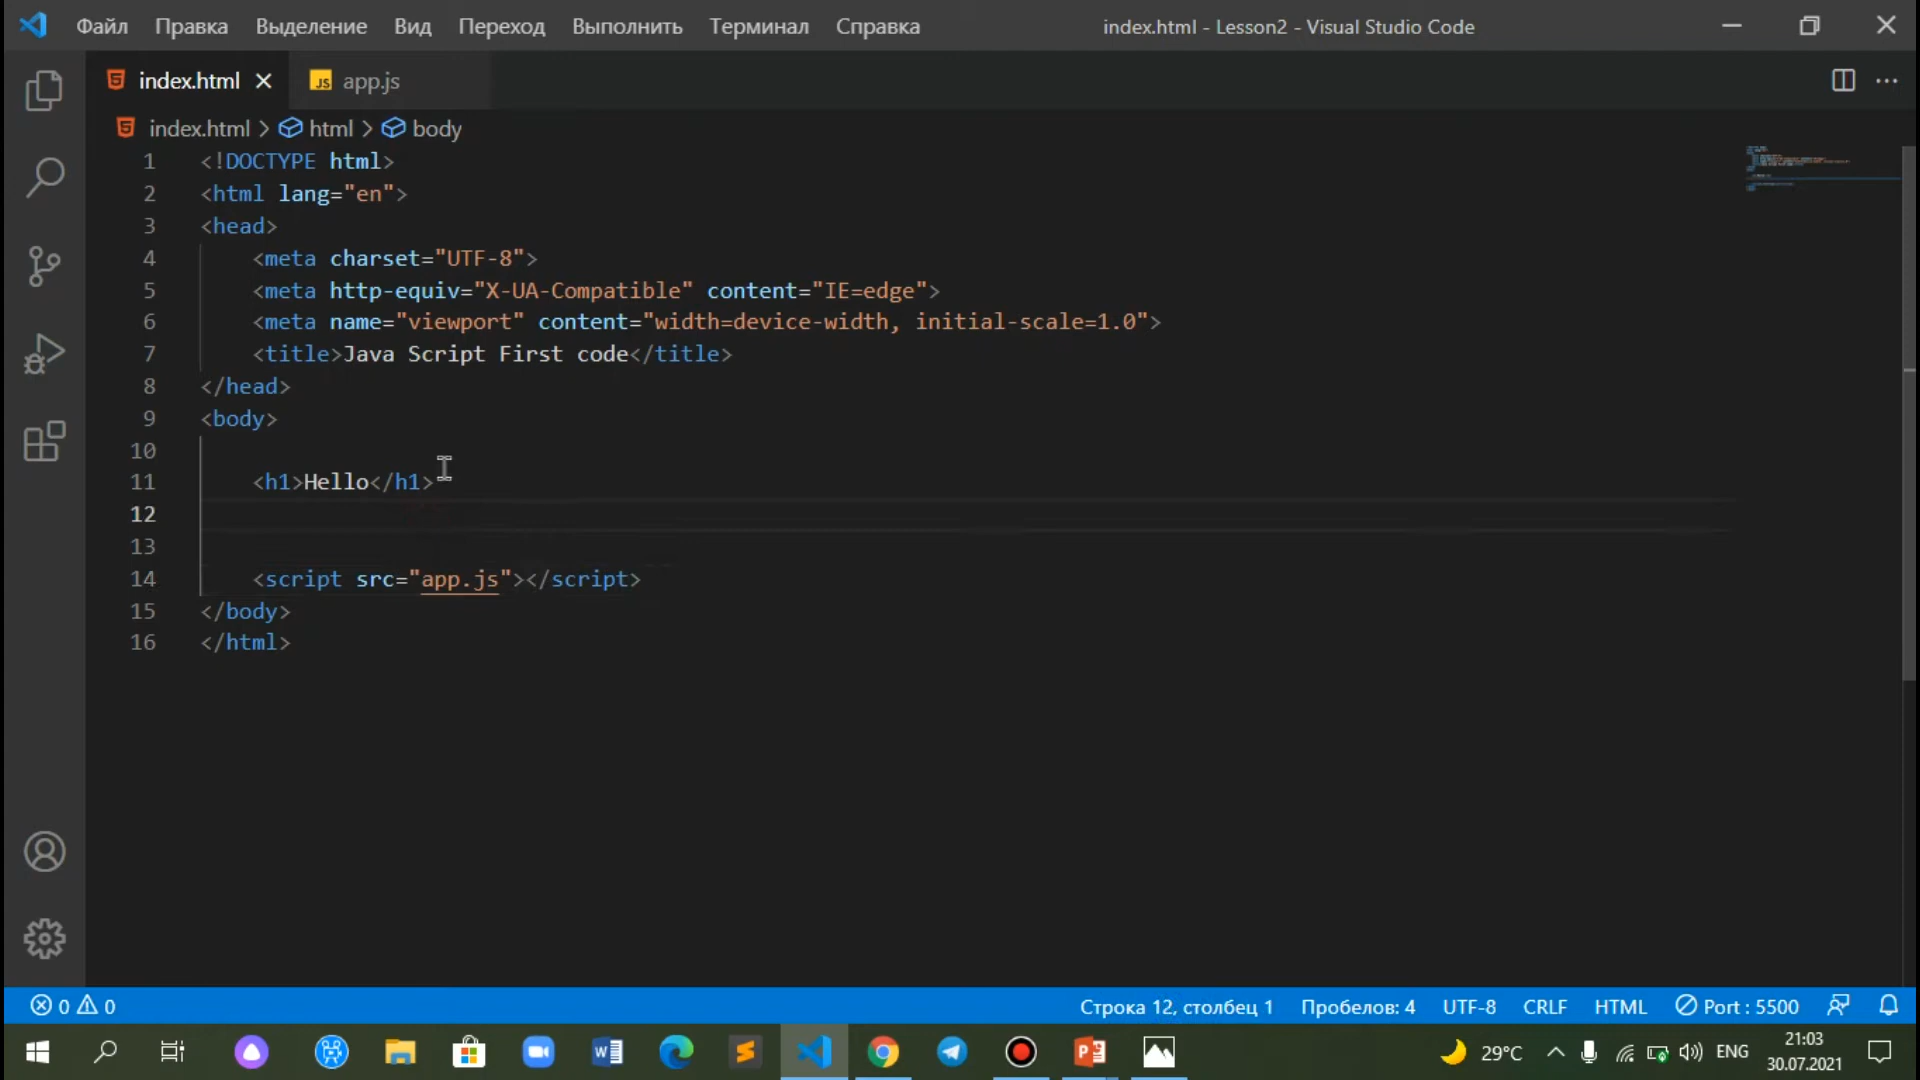 Файл Правка Выделение Вид Переход Выполнить Терминал Справка index.html - Lesson2 - Visual Studio Code
index.html JS app.js
index.html > html > body
1 <!DOCTYPE html>
2 <html lang="en">
3 <head>
4 <meta charset="UTF-8">
5 <meta http-equiv="X-UA-Compatible" content="IE=edge">
6 <meta name="viewport" content="width=device-width, initial-scale=1.0">
7 <title>Java Script First code</title>
8 </head>
9 <body>
10
11 <h1>Hello</h1>
12
13
14 <script src="app.js"></script>
15 </body>
16 </html>
0 0 Строка 12, столбец 1 Пробелов: 4 UTF-8 CRLF HTML Port : 5500
29°C ENG 21:03
30.07.2021